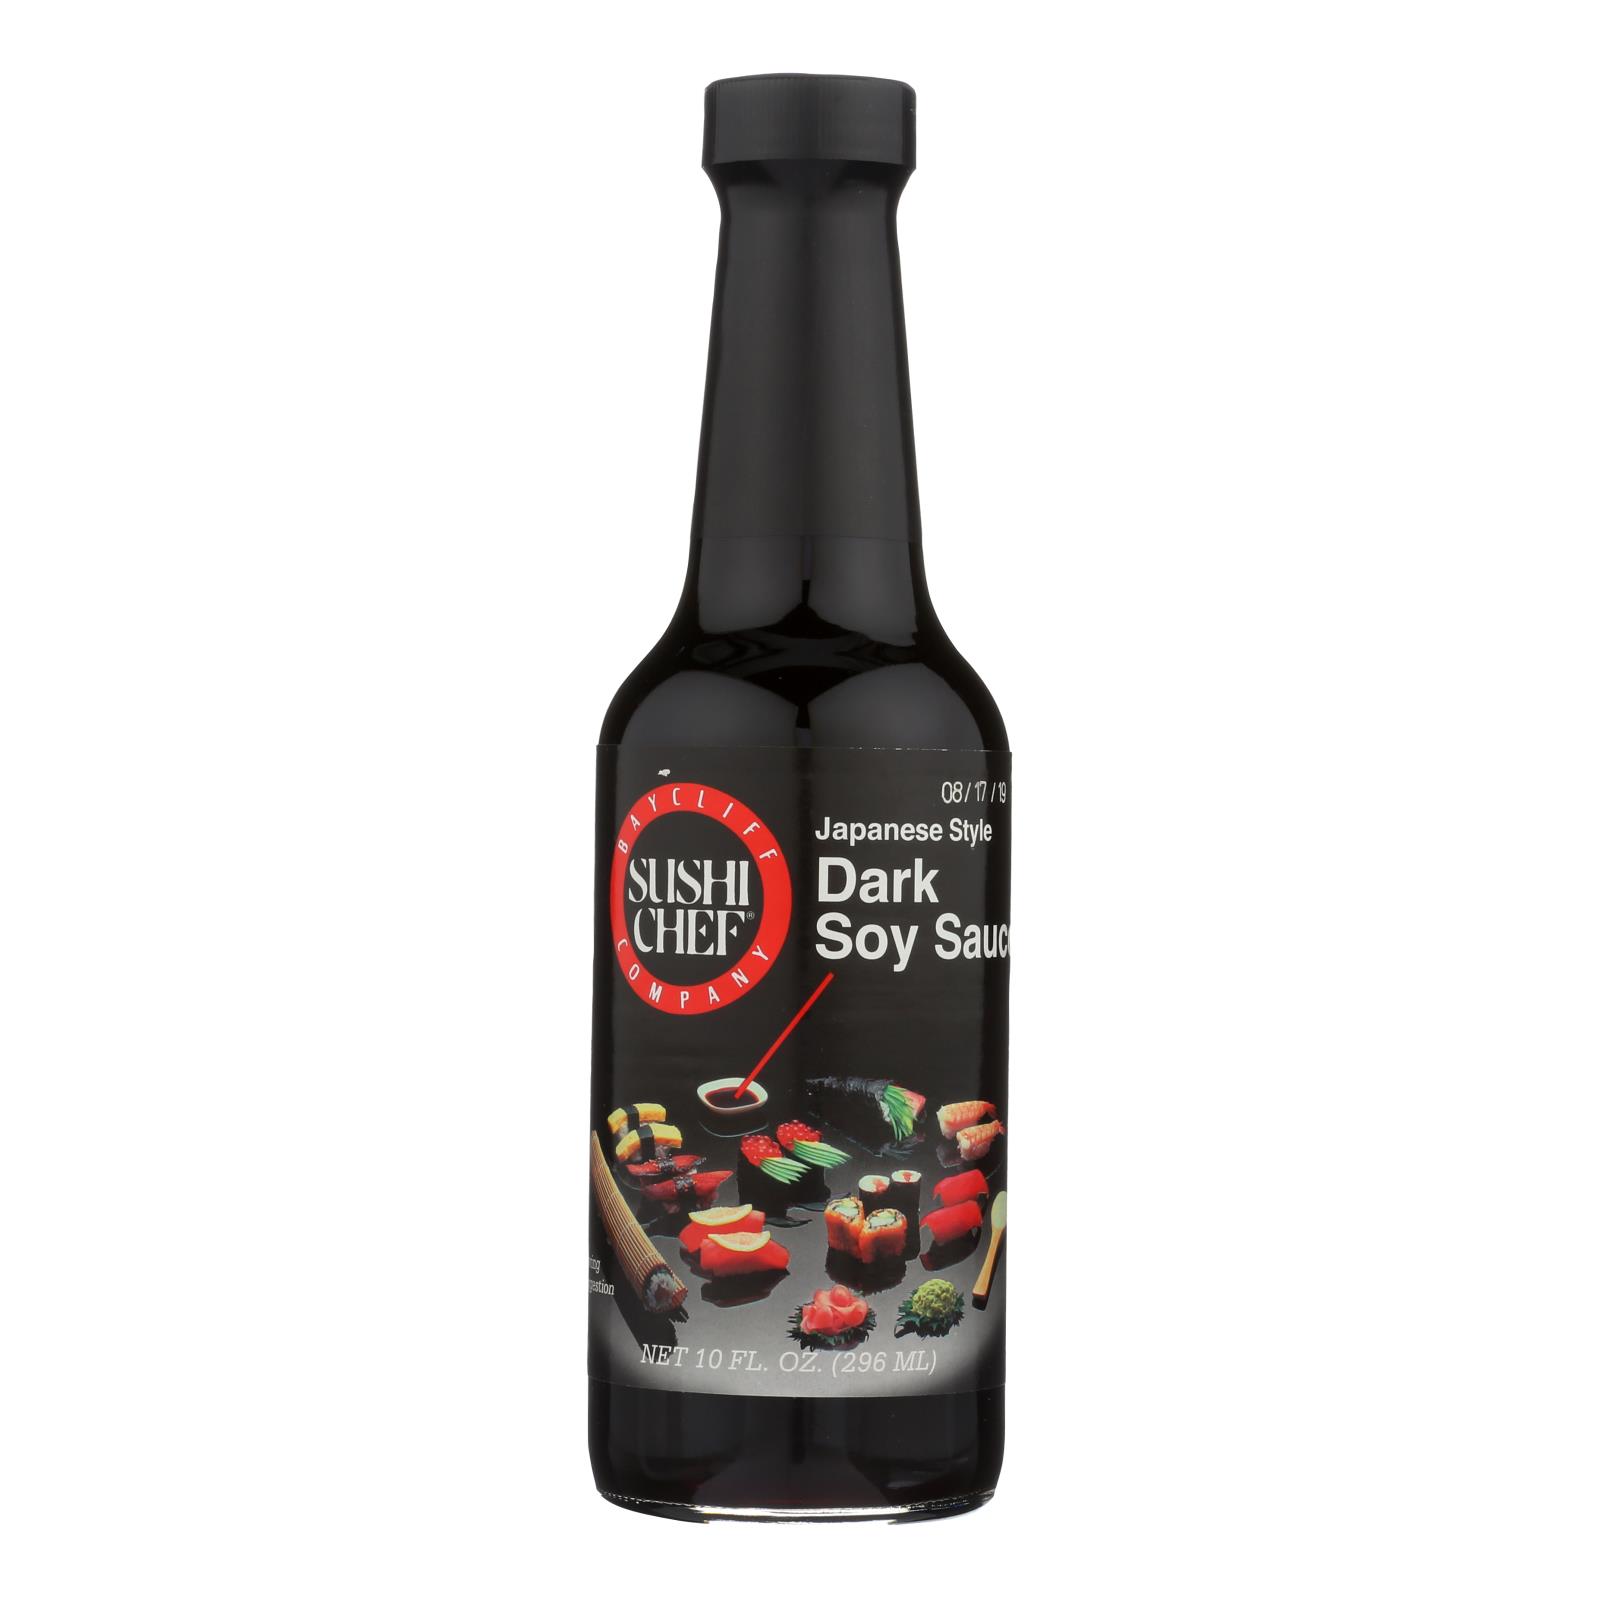 08/17/19
BAYCLIFF
SUSHI
CHEF®
COMPANY
Japanese Style
Dark
Soy Sauc
NET 10 FL. OZ. (296 ML)